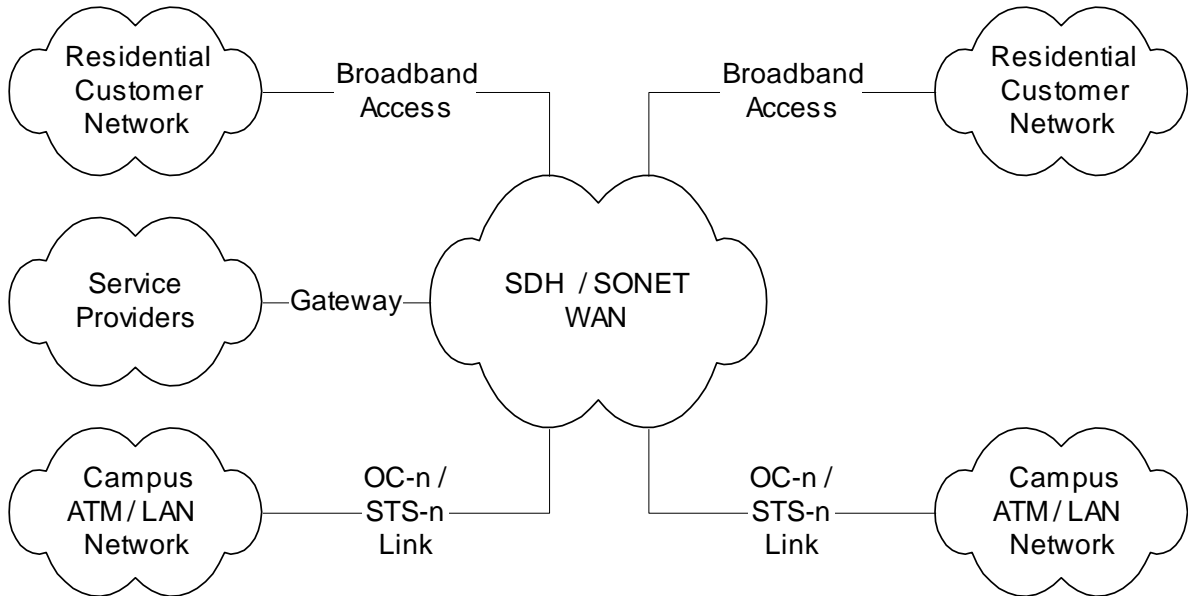 Residential
Customer
Network
Broadband
Access
Broadband
Access
Residential
Customer
Network
Service
Providers
Gateway
SDH / SONET
WAN
Campus
ATM / LAN
Network
OC-n /
STS-n
Link
OC-n /
STS-n
Link
Campus
ATM / LAN
Network